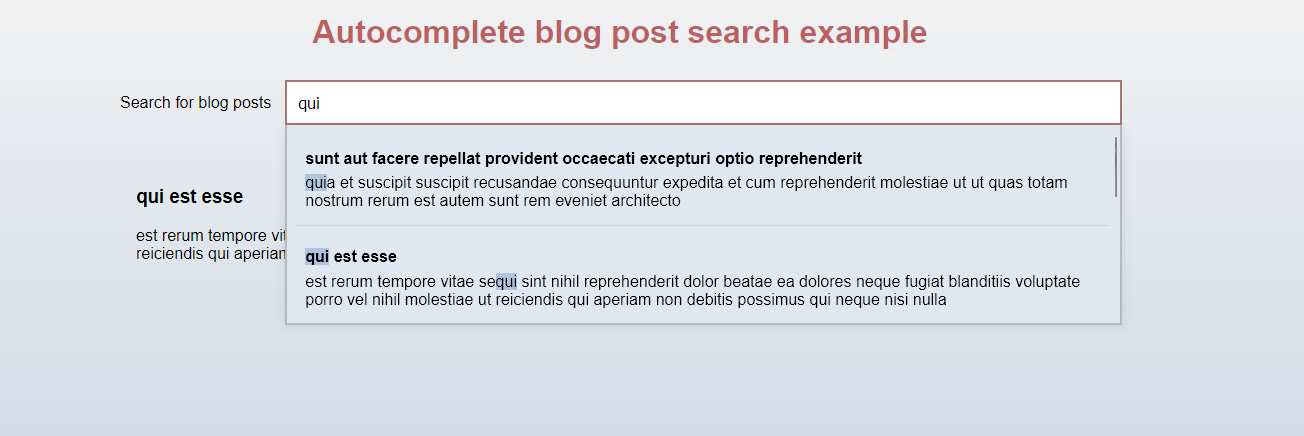 Autocomplete blog post search example
Search for blog posts
qui
sunt aut facere repellat provident occaecati excepturi optio reprehenderit
quia et suscipit suscipit recusandae consequuntur expedita et cum reprehenderit molestiae ut ut quas totam
nostrum rerum est autem sunt rem eveniet architecto
qui est esse
est rerum tempore vitae sequi sint nihil reprehenderit dolor beatae ea dolores neque fugiat blanditiis voluptate
porro vel nihil molestiae ut reiciendis qui aperiam non debitis possimus qui neque nisi nulla
qui est esse
est rerum tempore
reiciendis qui